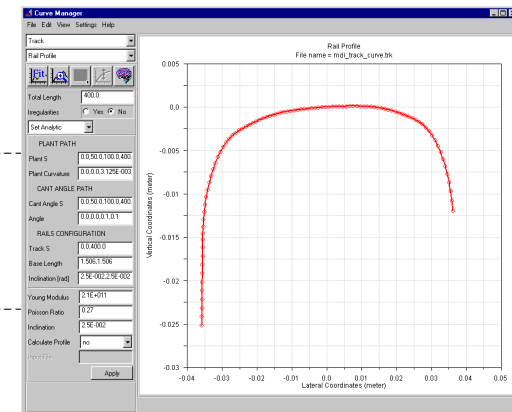 Curve Manager
File Edit View Settings Help
Track
Rail Profile
Fit
Total Length 400.0
Irregularities Yes No
Set Analytic
PLANT PATH
Plant S 0.0,50.0,100.0,400.
Plant Curvature 0.0,0.0,3.125E-003,
CANT ANGLE PATH
Cant Angle S 0.0,50.0,100.0,400.
Angle 0.0,0.0,0.1,0.1
RAILS CONFIGURATION
Track S 0.0,400.0
Base Length 1.506,1.506
Inclination [rad] 2.5E-002,2.5E-002
Young Modulus 2.1E+011
Poisson Ratio 0.27
Inclination 2.5E-002
Calculate Profile no
Input File
Apply
Rail Profile
File name = mdi_track_curve.trk
Vertical Coordinates (meter)
0.005
0.0
-0.005
-0.01
-0.015
-0.02
-0.025
-0.03
-0.04 -0.03 -0.02 -0.01 0.0 0.01 0.02 0.03 0.04 0.05
Lateral Coordinates (meter)